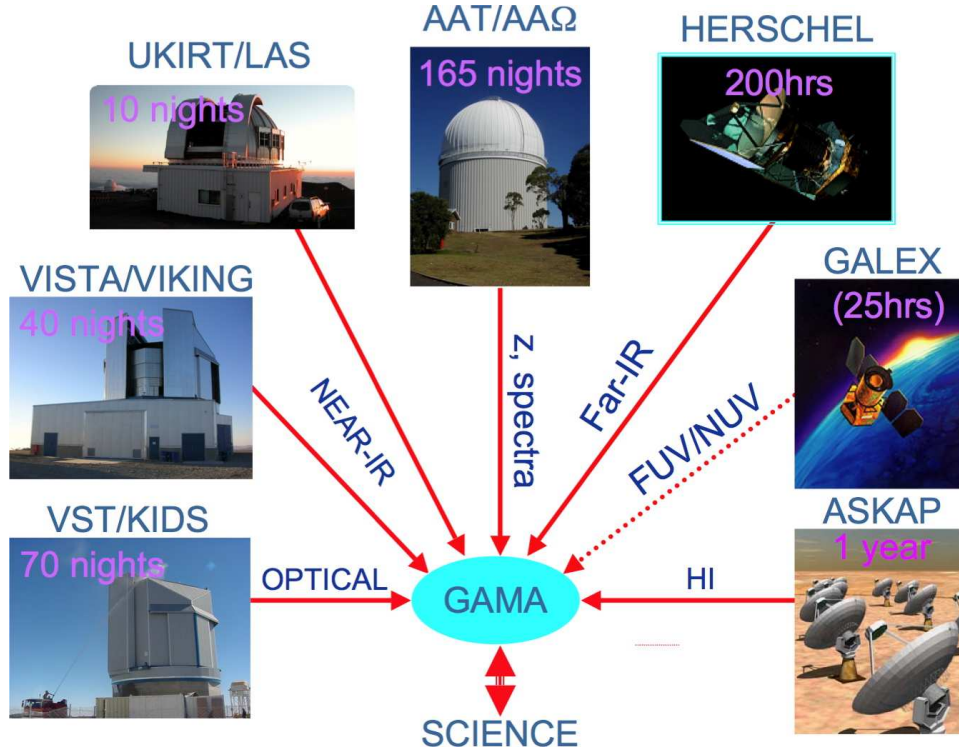 AAT/AAΩ
UKIRT/LAS
HERSCHEL
10 nights
165 nights
200hrs
VISTA/VIKING
40 nights
GALEX
(25hrs)
NEAR-IR
z, spectra
Far-IR
FUV/NUV
VST/KIDS
70 nights
ASKAP
1 year
OPTICAL
GAMA
HI
SCIENCE